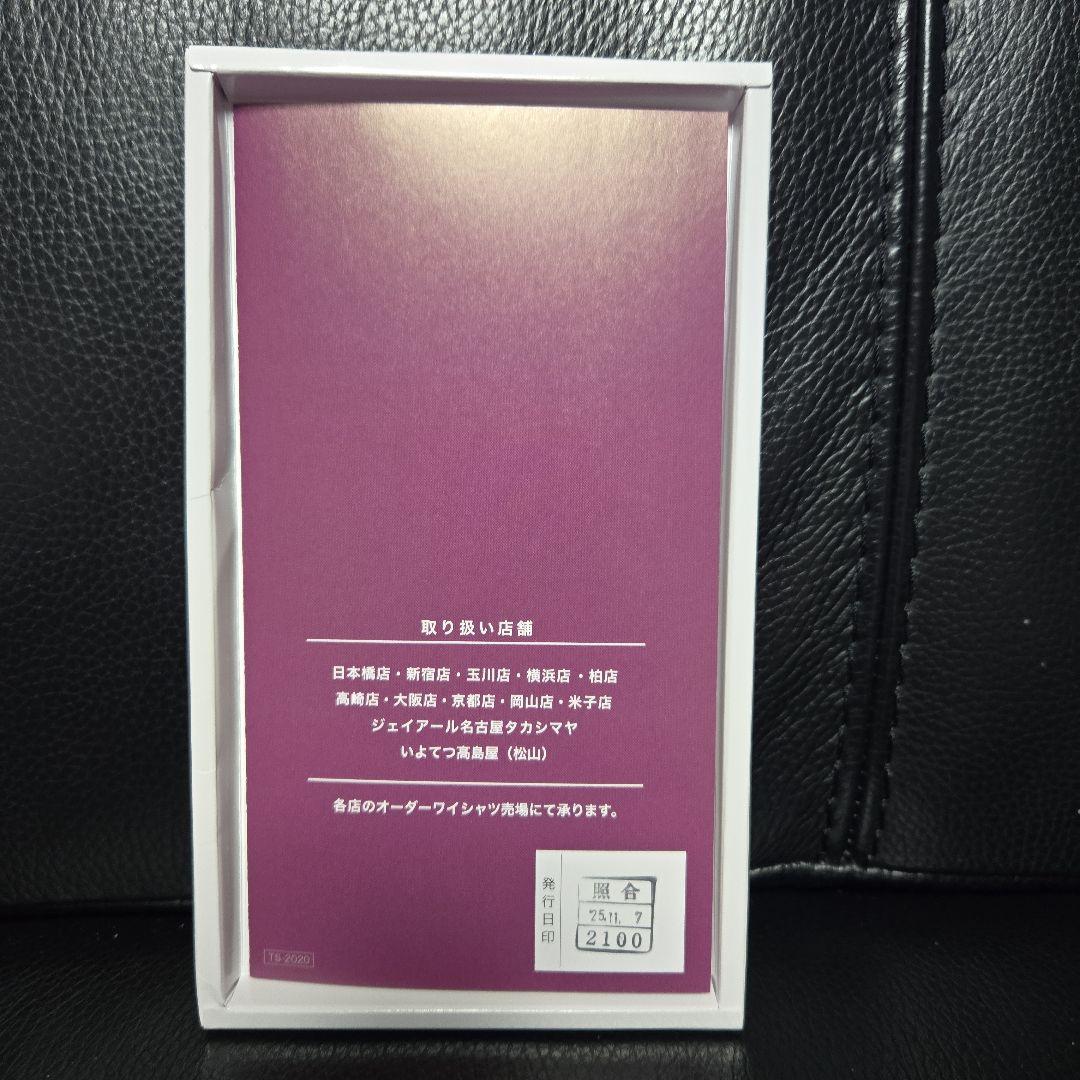 取り扱い店舗
日本橋店・新宿店・玉川店・横浜店・柏店
高崎店・大阪店・京都店・岡山店・米子店
ジェイアール名古屋タカシマヤ
いよてつ髙島屋（松山）
各店のオーダーワイシャツ売場にて承ります。
発行日印
照合
'25.11.7
2100
TS-2020